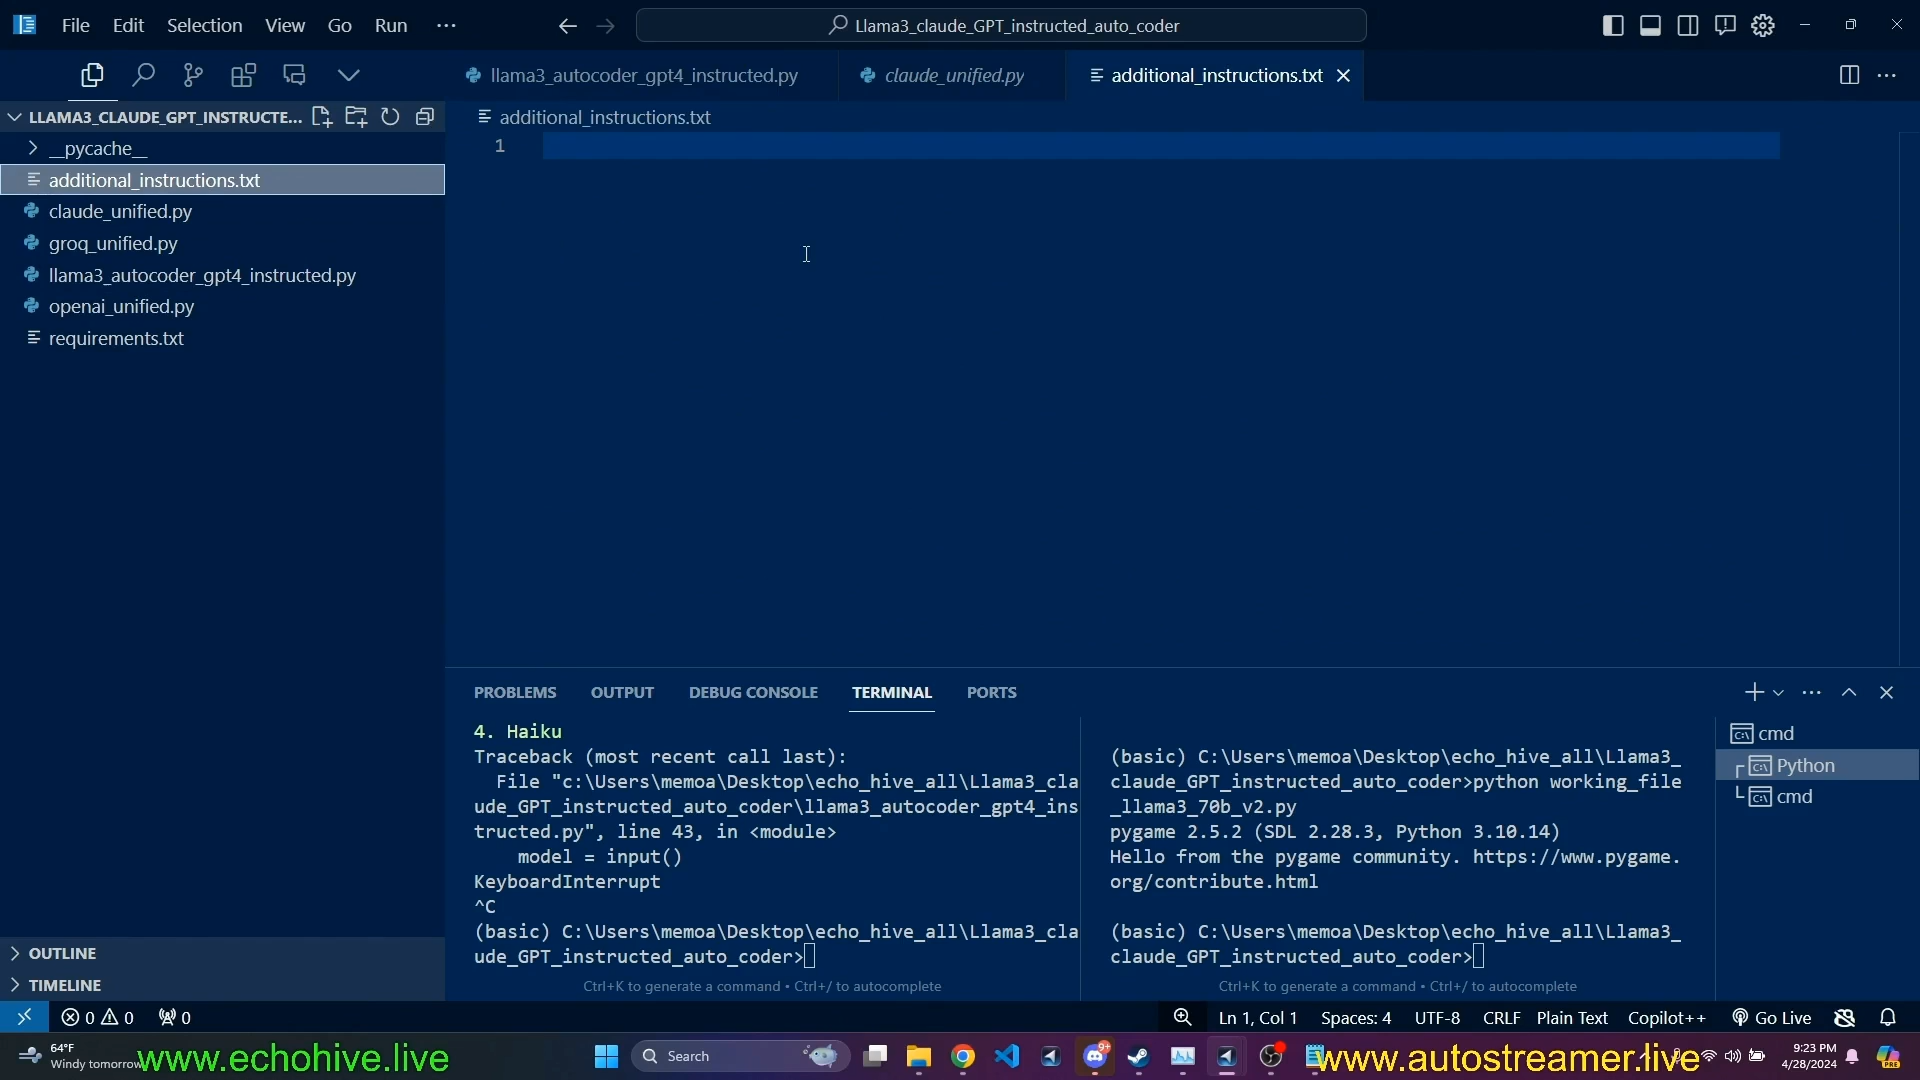 File Edit Selection View Go Run ···
Llama3_claude_GPT_instructed_auto_coder
llama3_autocoder_gpt4_instructed.py
claude_unified.py
additional_instructions.txt
LLAMA3_CLAUDE_GPT_INSTRUCTE...
additional_instructions.txt
__pycache__
1
additional_instructions.txt
claude_unified.py
groq_unified.py
llama3_autocoder_gpt4_instructed.py
openai_unified.py
requirements.txt
PROBLEMS OUTPUT DEBUG CONSOLE TERMINAL PORTS
4. Haiku
Traceback (most recent call last):
File "c:\Users\memoa\Desktop\echo_hive_all\Llama3_cla
ude_GPT_instructed_auto_coder\llama3_autocoder_gpt4_ins
tructed.py", line 43, in <module>
model = input()
KeyboardInterrupt
^C
(basic) C:\Users\memoa\Desktop\echo_hive_all\Llama3_cla
ude_GPT_instructed_auto_coder>
Ctrl+K to generate a command • Ctrl+/ to autocomplete
(basic) C:\Users\memoa\Desktop\echo_hive_all\Llama3_
claude_GPT_instructed_auto_coder>python working_file
_llama3_70b_v2.py
pygame 2.5.2 (SDL 2.28.3, Python 3.10.14)
Hello from the pygame community. https://www.pygame.
org/contribute.html
(basic) C:\Users\memoa\Desktop\echo_hive_all\Llama3_
claude_GPT_instructed_auto_coder>
Ctrl+K to generate a command • Ctrl+/ to autocomplete
cmd
Python
cmd
OUTLINE
TIMELINE
0 0 0
Ln 1, Col 1 Spaces: 4 UTF-8 CRLF Plain Text Copilot++ Go Live
64°F
Windy tomorrow
www.echohive.live
Search
9+
www.autostreamer.live
9:23 PM
4/28/2024
PRE